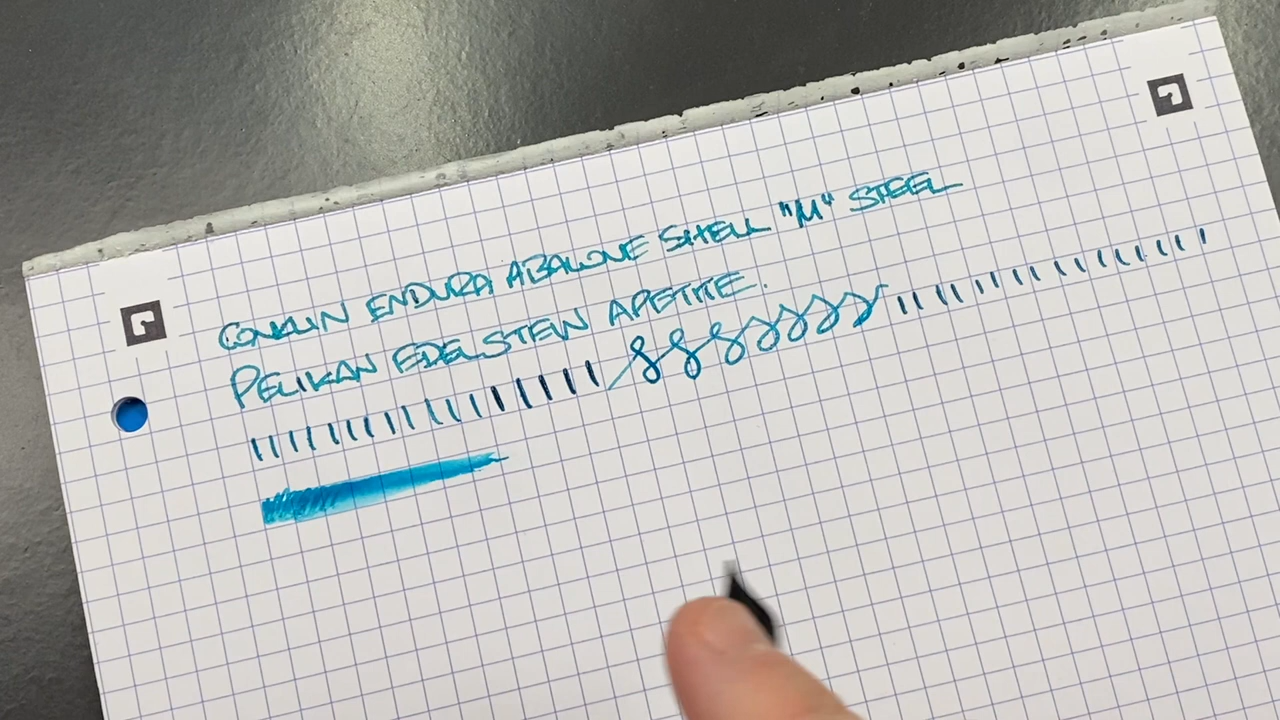 CONKLIN ENDURA ABALONE SHELL "M" STEEL
PELIKAN EDELSTEIN APETITE.